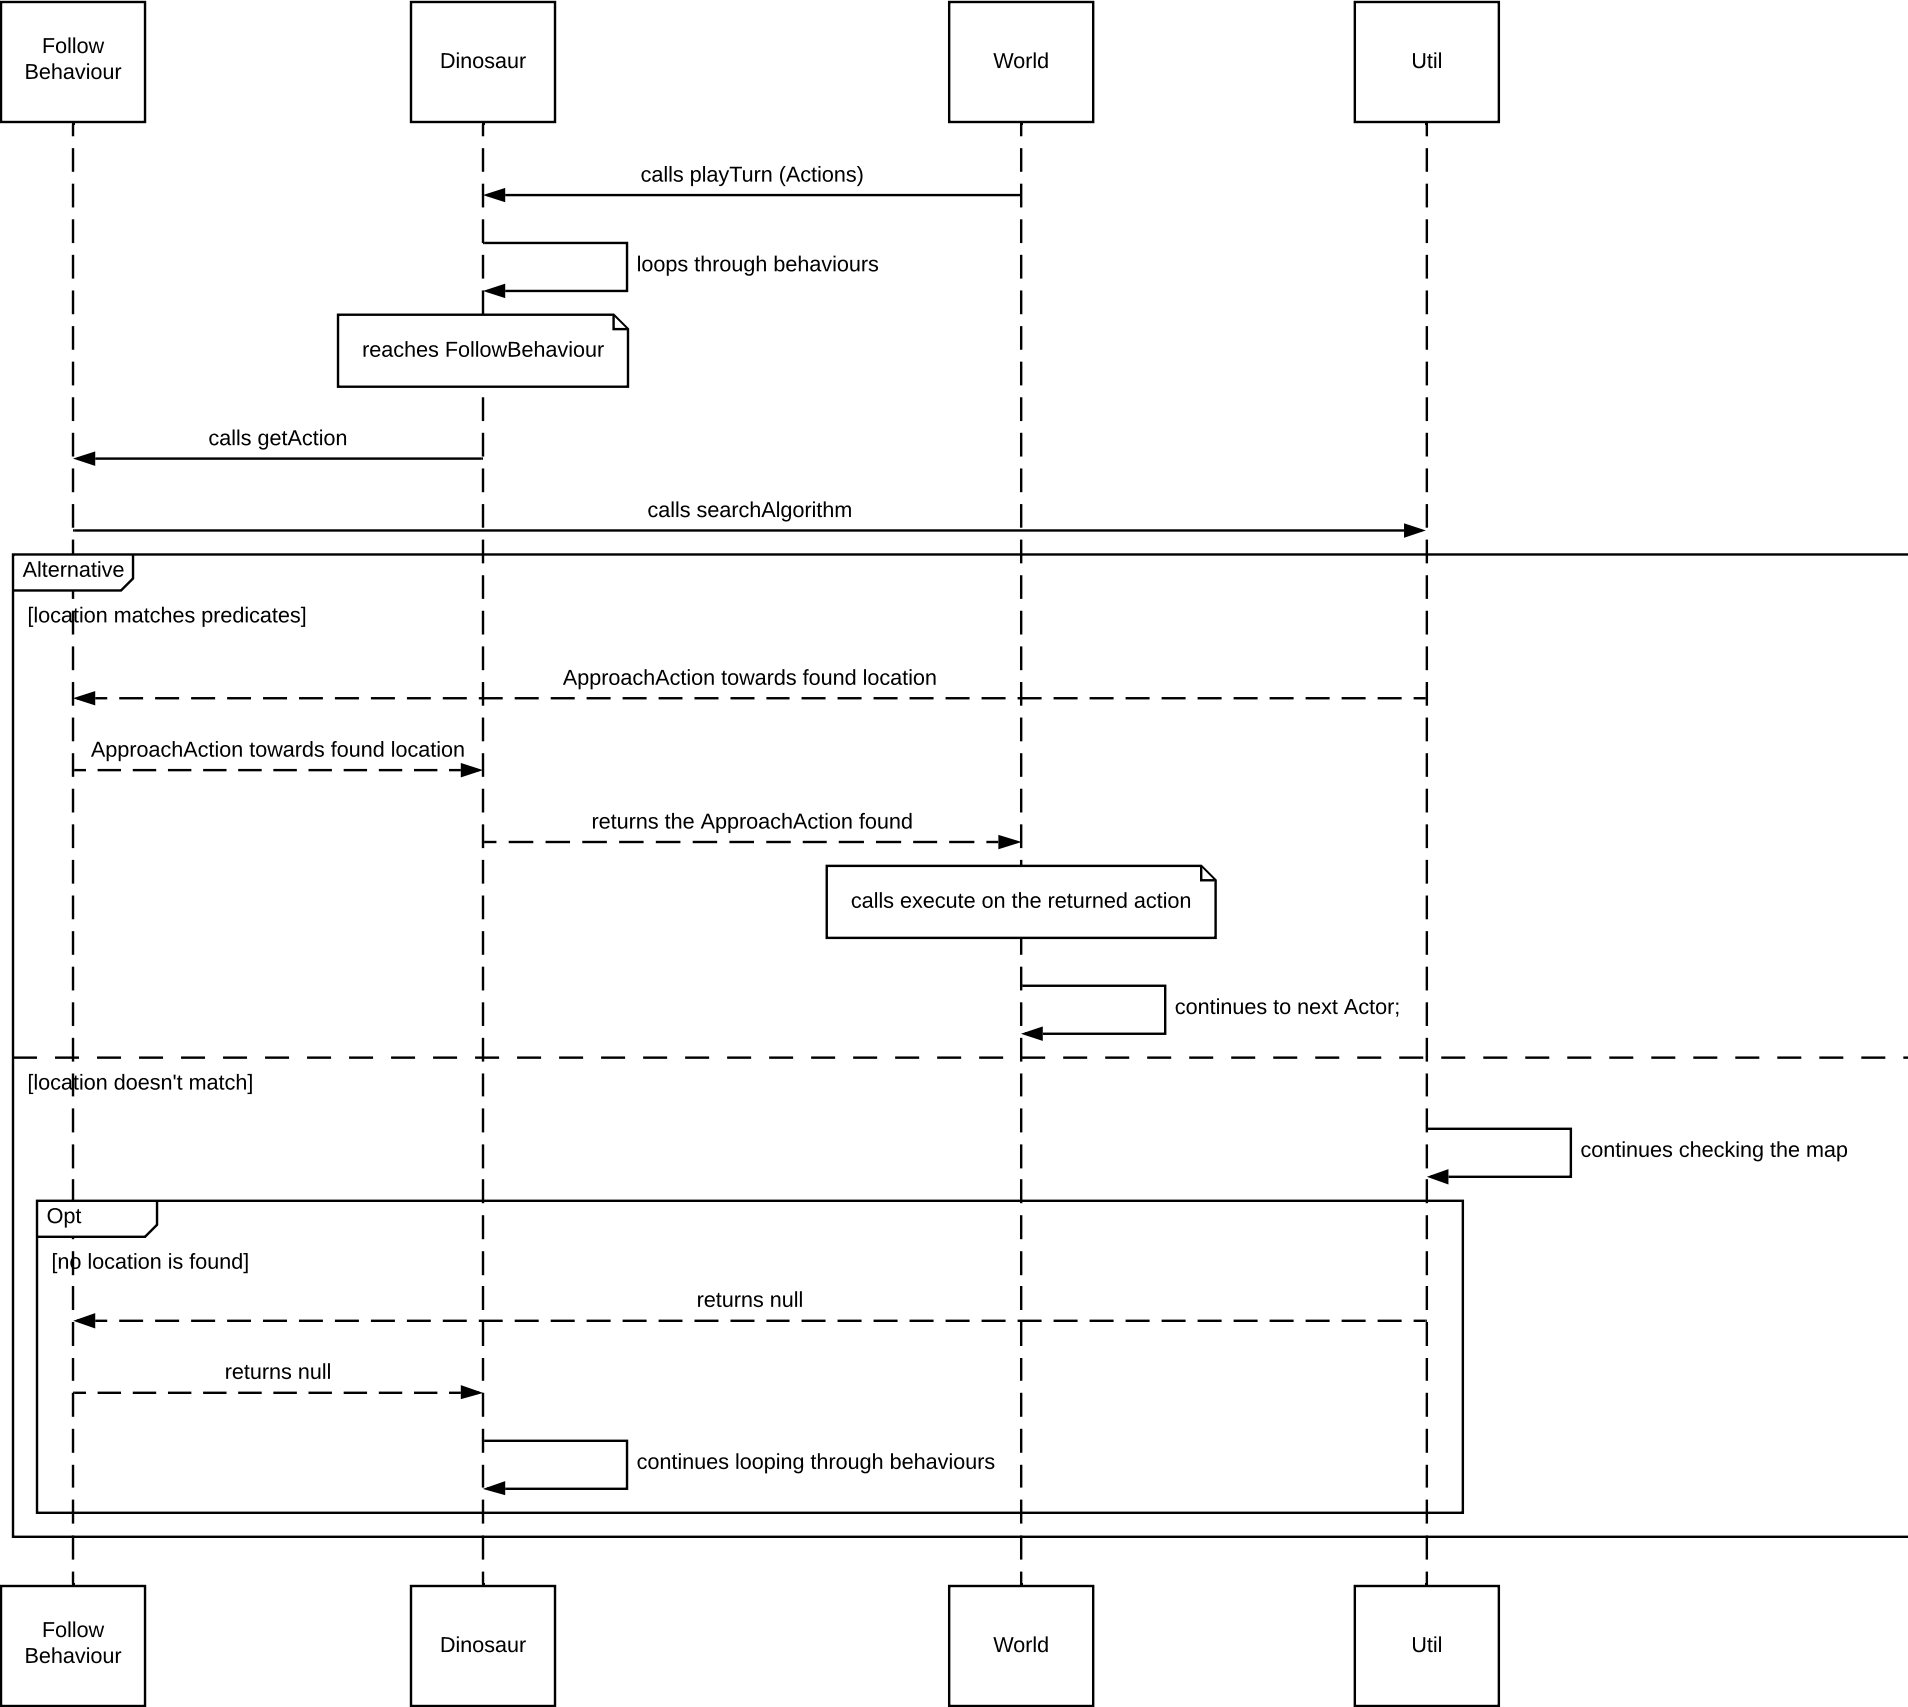 Follow
Behaviour
Dinosaur
World
Util
calls playTurn (Actions)
loops through behaviours
reaches FollowBehaviour
calls getAction
calls searchAlgorithm
Alternative
[location matches predicates]
ApproachAction towards found location
ApproachAction towards found location
returns the ApproachAction found
calls execute on the returned action
continues to next Actor;
[location doesn't match]
continues checking the map
Opt
[no location is found]
returns null
returns null
continues looping through behaviours
Follow
Behaviour
Dinosaur
World
Util